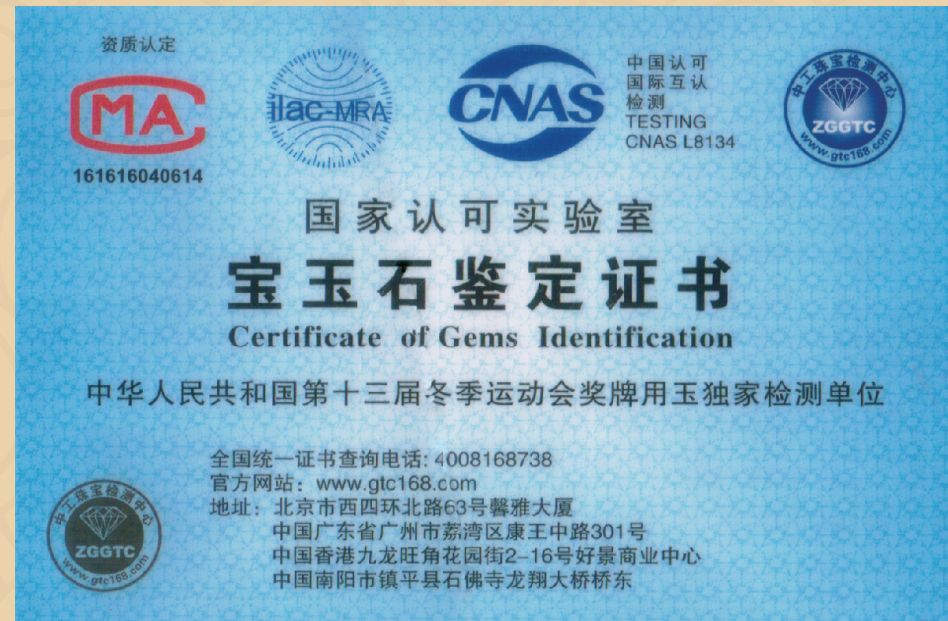 资质认定
CMA
161616040614
ilac-MRA
CNAS
中国认可
国际互认
检测
TESTING
CNAS L8134
中工珠宝检测中心
ZGGTC
www.gtc168.com
国家认可实验室
宝玉石鉴定证书
Certificate of Gems Identification
中华人民共和国第十三届冬季运动会奖牌用玉独家检测单位
全国统一证书查询电话: 4008168738
官方网站: www.gtc168.com
地址: 北京市西四环北路63号馨雅大厦
中国广东省广州市荔湾区康王中路301号
中国香港九龙旺角花园街2-16号好景商业中心
中国南阳市镇平县石佛寺龙翔大桥桥东
中工珠宝检测中心
ZGGTC
www.gtc168.com